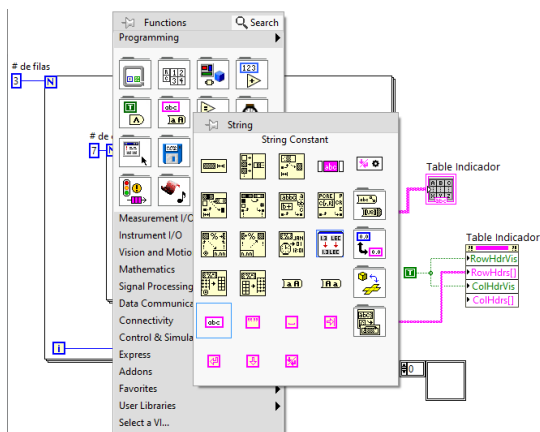 Functions
Search
Programming
# de filas
3
N
# de
7
String
String Constant
Table Indicador
Table Indicador
RowHdrVis
RowHdrs[]
ColHdrVis
ColHdrs[]
Measurement I/O
Instrument I/O
Vision and Motio
Mathematics
Signal Processing
Data Communica
Connectivity
Control & Simula
Express
Addons
Favorites
User Libraries
Select a VI...
i
0